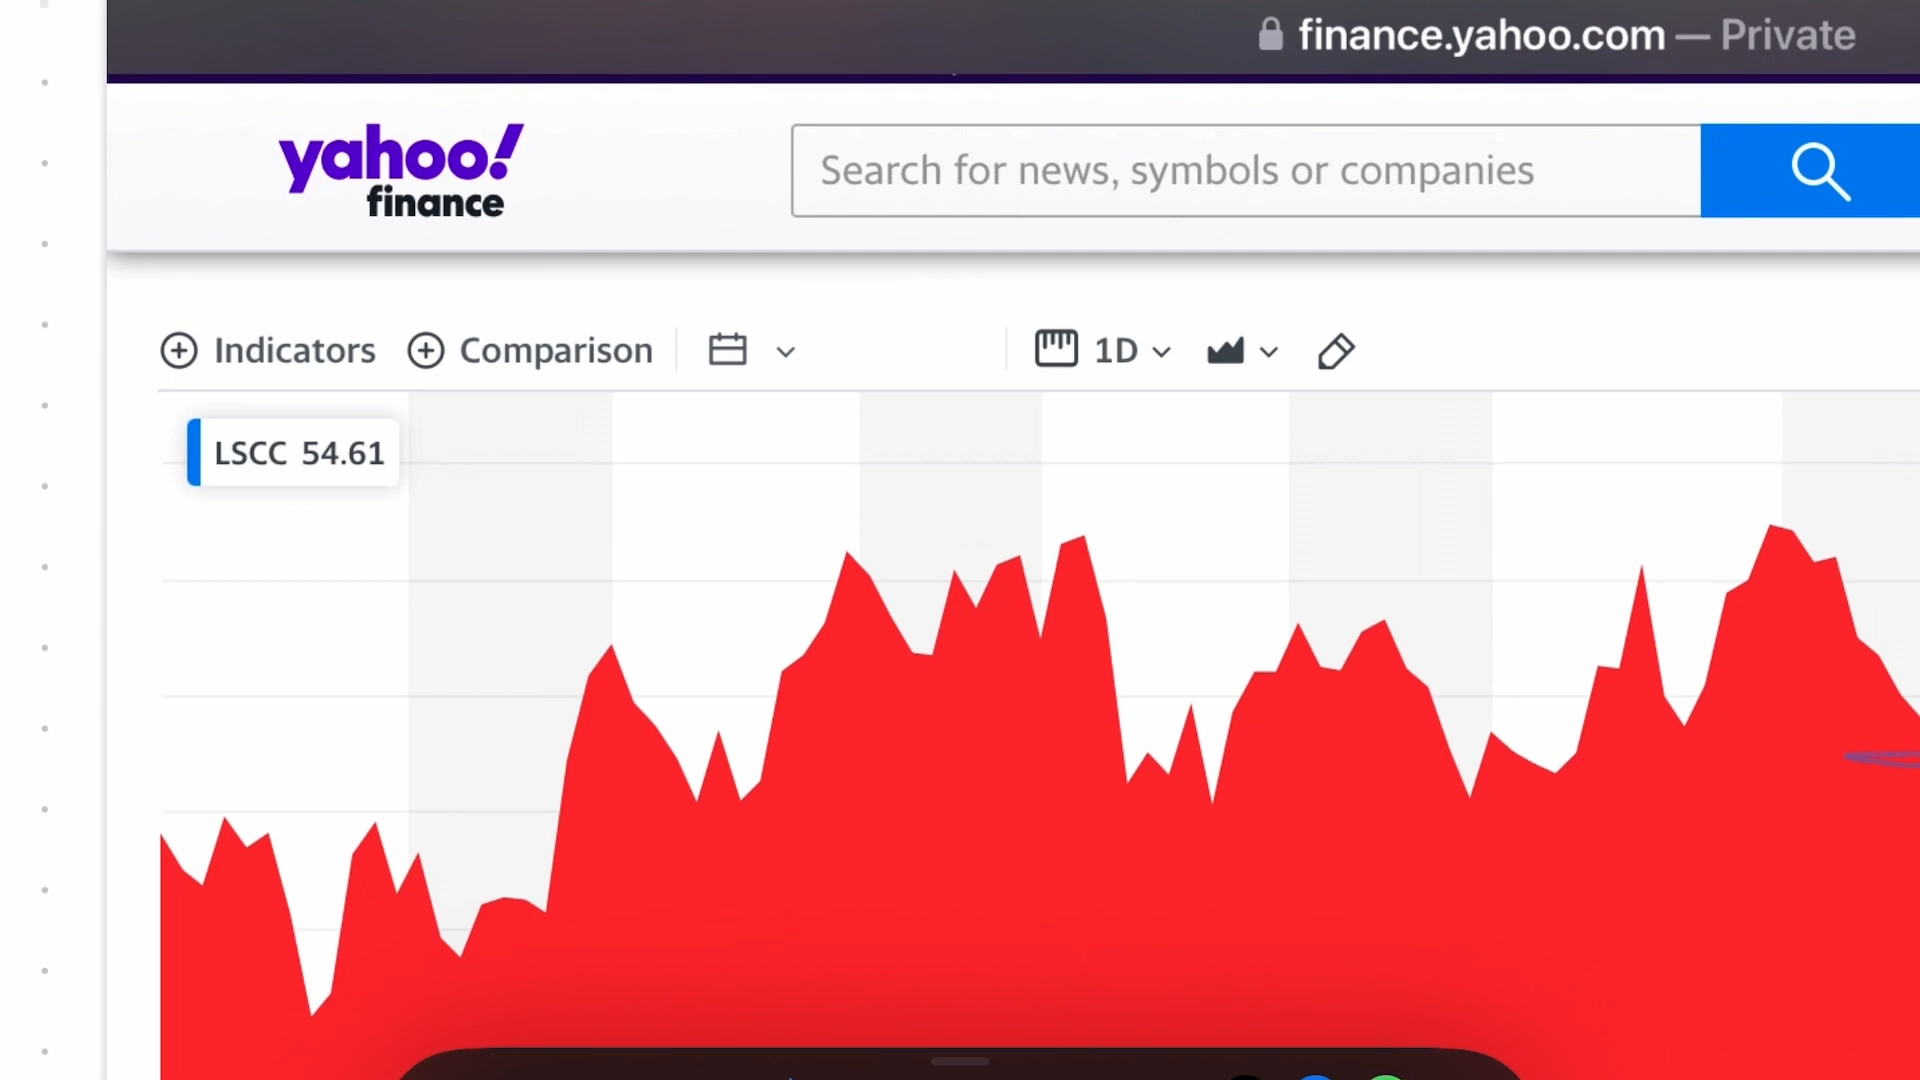 finance.yahoo.com — Private
yahoo!
finance
Search for news, symbols or companies
Indicators Comparison 1D
LSCC 54.61